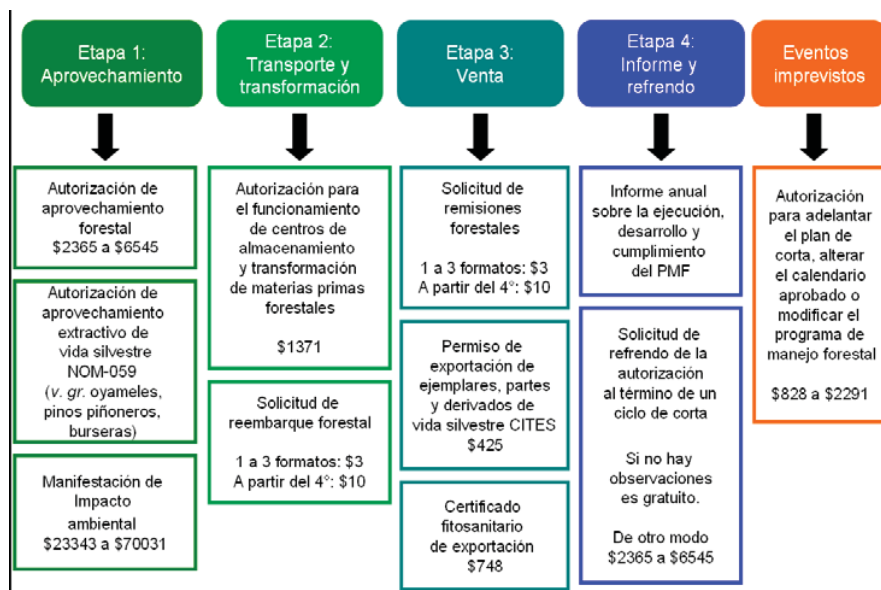 Etapa 1:
Aprovechamiento
Autorización de
aprovechamiento
forestal
$2365 a $6545
Autorización de
aprovechamiento
extractivo de
vida silvestre
NOM-059
(v. gr. oyameles,
pinos piñoneros,
burseras)
Manifestación de
Impacto
ambiental
$23343 a $70031
Etapa 2:
Transporte y
transformación
Autorización para
el funcionamiento
de centros de
almacenamiento
y transformación
de materias primas
forestales
$1371
Solicitud de
reembarque forestal
1 a 3 formatos: $3
A partir del 4°: $10
Etapa 3:
Venta
Solicitud de
remisiones
forestales
1 a 3 formatos: $3
A partir del 4°: $10
Permiso de
exportación de
ejemplares, partes
y derivados de
vida silvestre CITES
$425
Certificado
fitosanitario
de exportación
$748
Etapa 4:
Informe y
refrendo
Informe anual
sobre la ejecución,
desarrollo y
cumplimiento
del PMF
Solicitud de
refrendo de la
autorización
al término de un
ciclo de corta
Si no hay
observaciones
es gratuito.
De otro modo
$2365 a $6545
Eventos
imprevistos
Autorización
para adelantar
el plan de
corta, alterar
el calendario
aprobado o
modificar el
programa de
manejo forestal
$828 a $2291